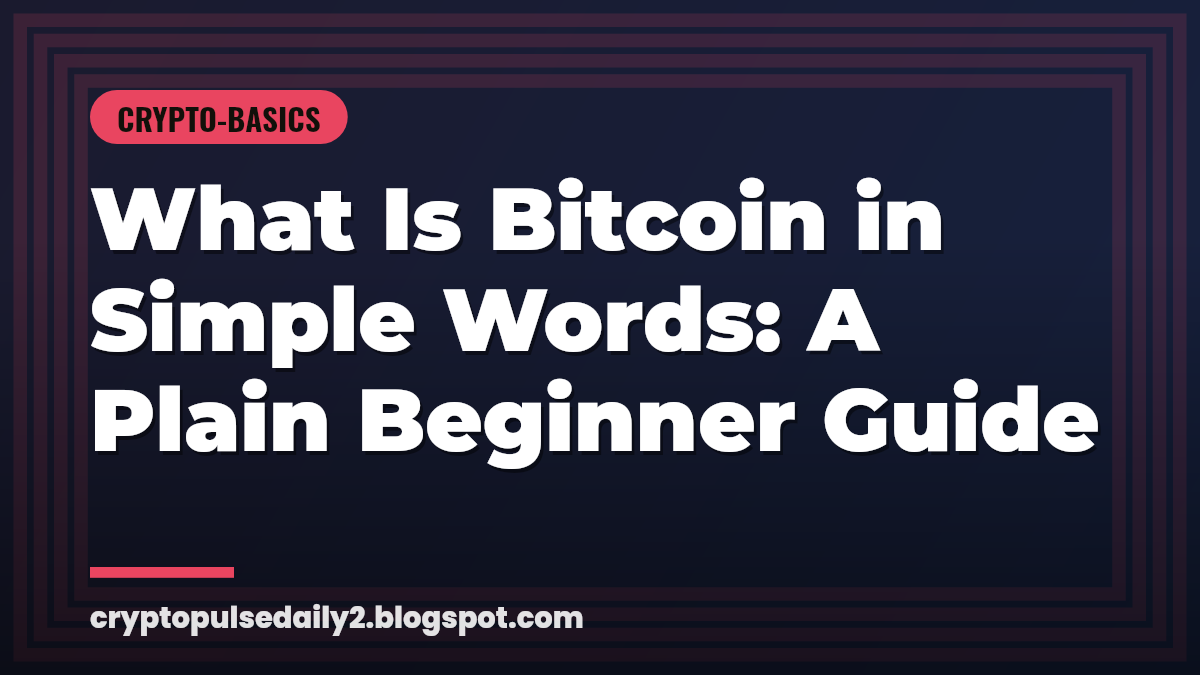 CRYPTO-BASICS
What Is Bitcoin in
Simple Words: A
Plain Beginner Guide
cryptopulsedaily2.blogspot.com